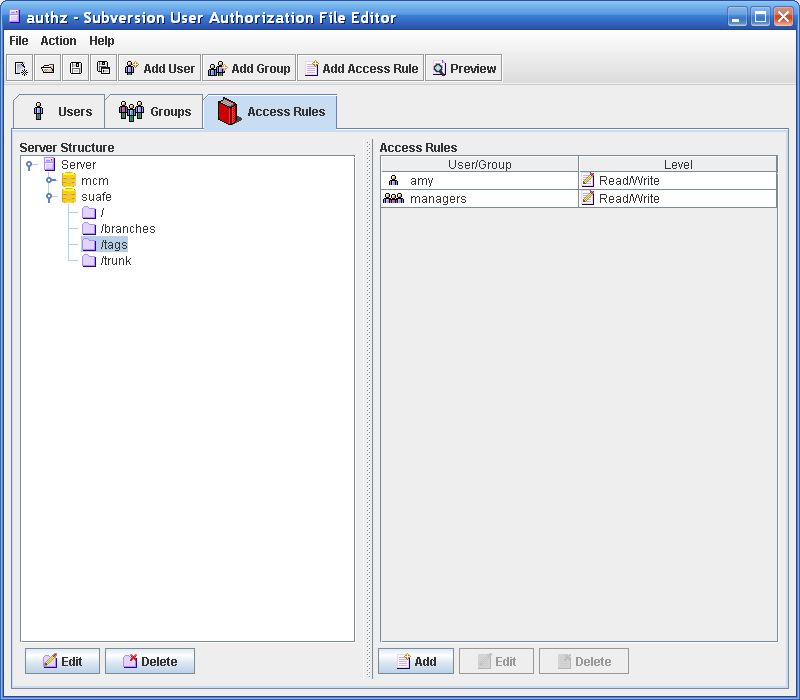 authz - Subversion User Authorization File Editor
File Action Help
Add User Add Group Add Access Rule Preview
Users Groups Access Rules
Server Structure
Server
mcm
suafe
/
/branches
/tags
/trunk
Edit Delete
Access Rules
User/Group Level
amy Read/Write
managers Read/Write
Add Edit Delete